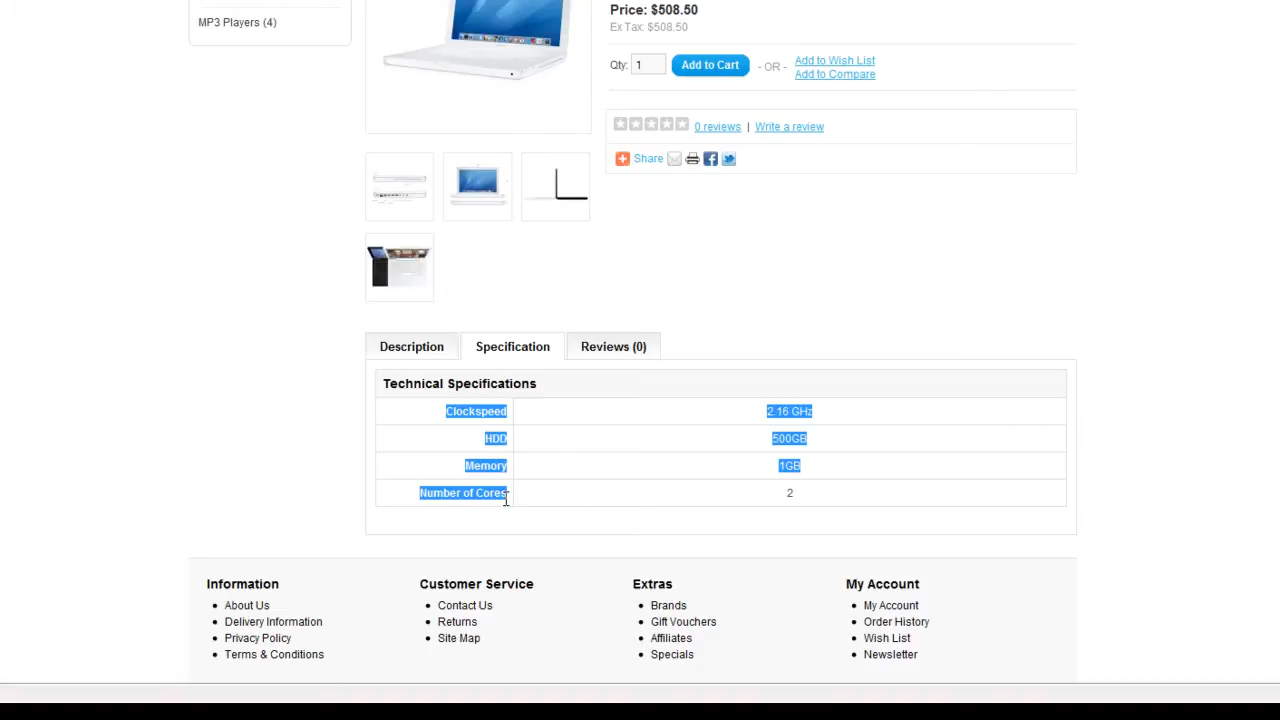 MP3 Players (4)
Price: $508.50
Ex Tax: $508.50
Qty: 1 Add to Cart - OR - Add to Wish List
Add to Compare
0 reviews | Write a review
Share
Description Specification Reviews (0)
Technical Specifications
Clockspeed 2.16 GHz
HDD 500GB
Memory 1GB
Number of Cores 2
Information Customer Service Extras My Account
About Us Contact Us Brands My Account
Delivery Information Returns Gift Vouchers Order History
Privacy Policy Site Map Affiliates Wish List
Terms & Conditions Specials Newsletter